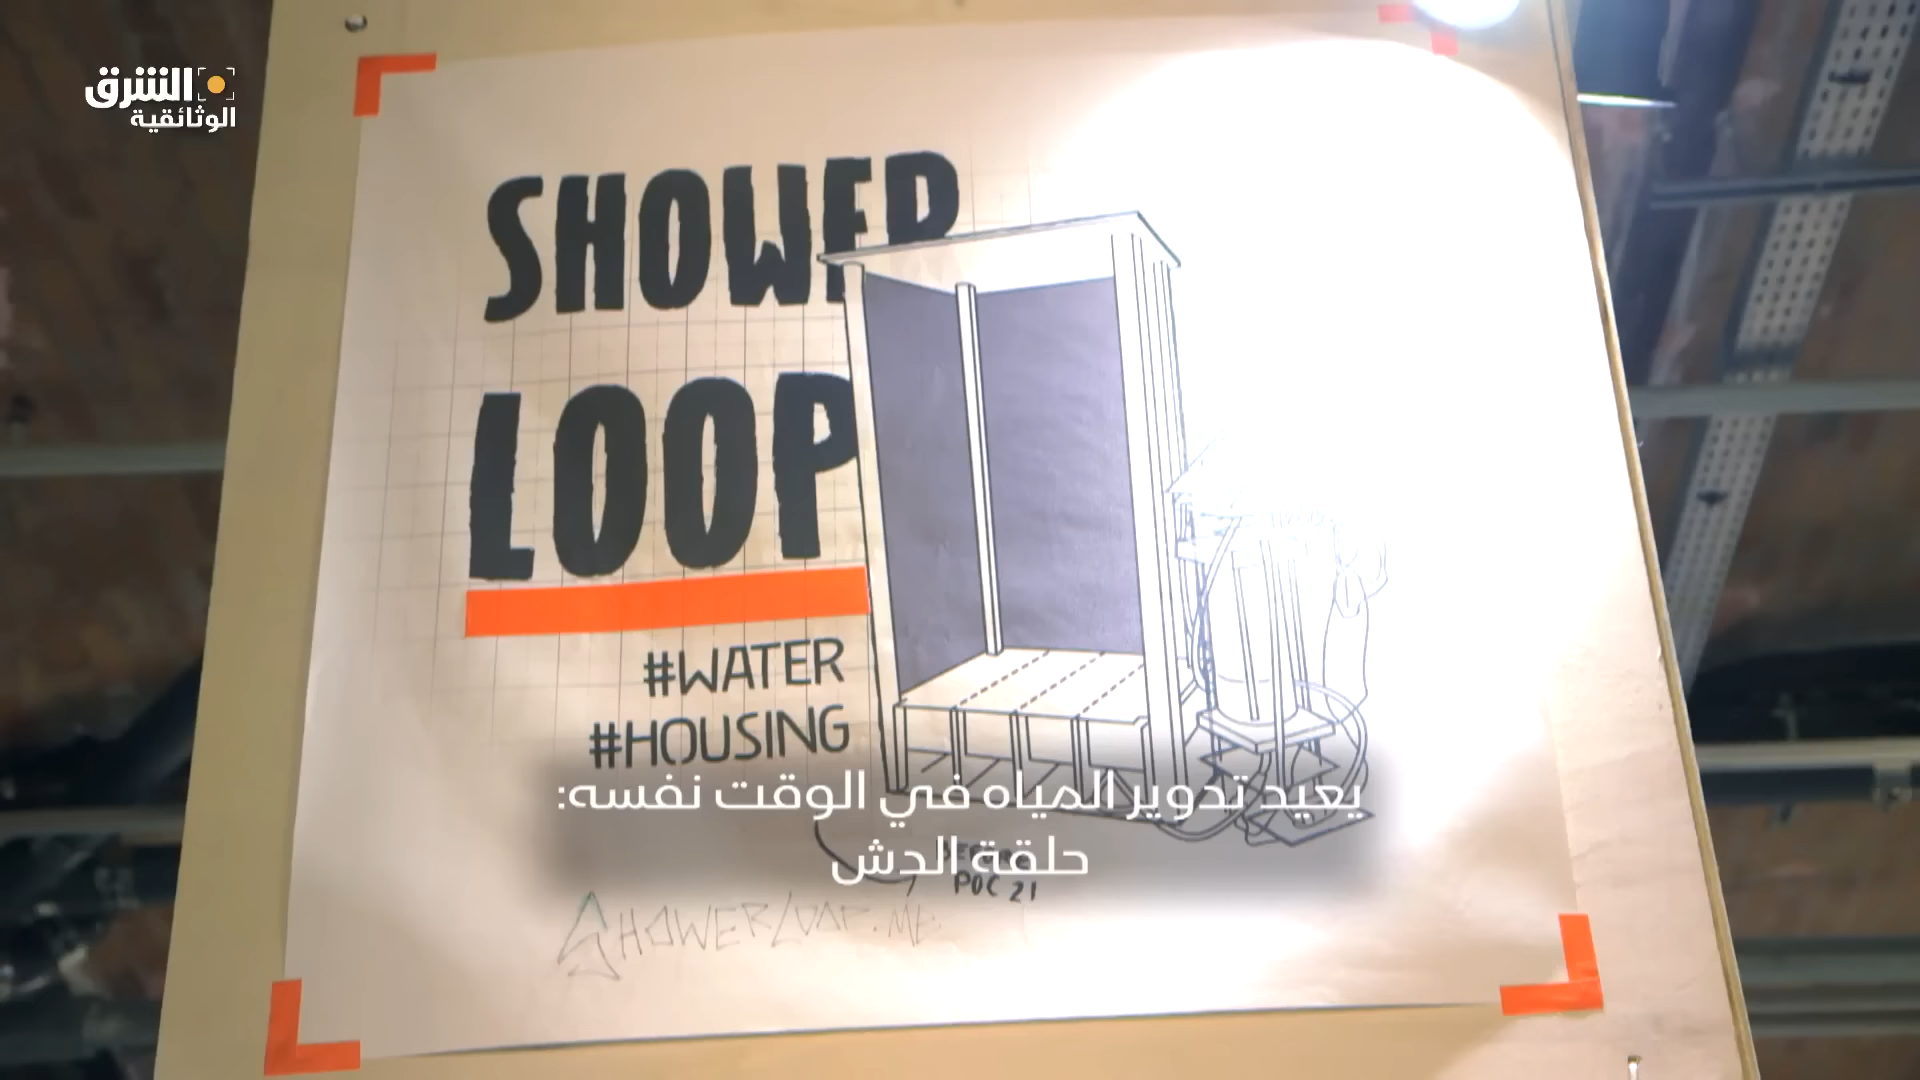 الشرق
الوثائقية
SHOWER
LOOP
#WATER
#HOUSING
يعيد تدوير المياه في الوقت نفسه:
حلقة الدش
POC 21
SHOWERLOOP.ME